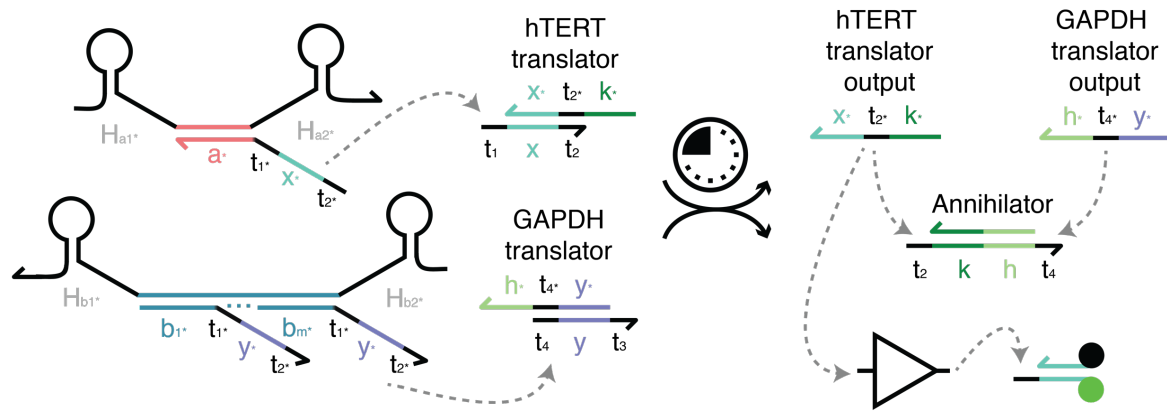 hTERT
translator
x* t2* k*
t1 x t2
Ha1* Ha2*
a* t1* x* t2*
GAPDH
translator
h* t4* y*
t4 y t3
Hb1* Hb2*
b1* t1* ... bm* t1*
y* t2* y* t2*
hTERT
translator
output
x* t2* k*
GAPDH
translator
output
h* t4* y*
Annihilator
t2 k h t4